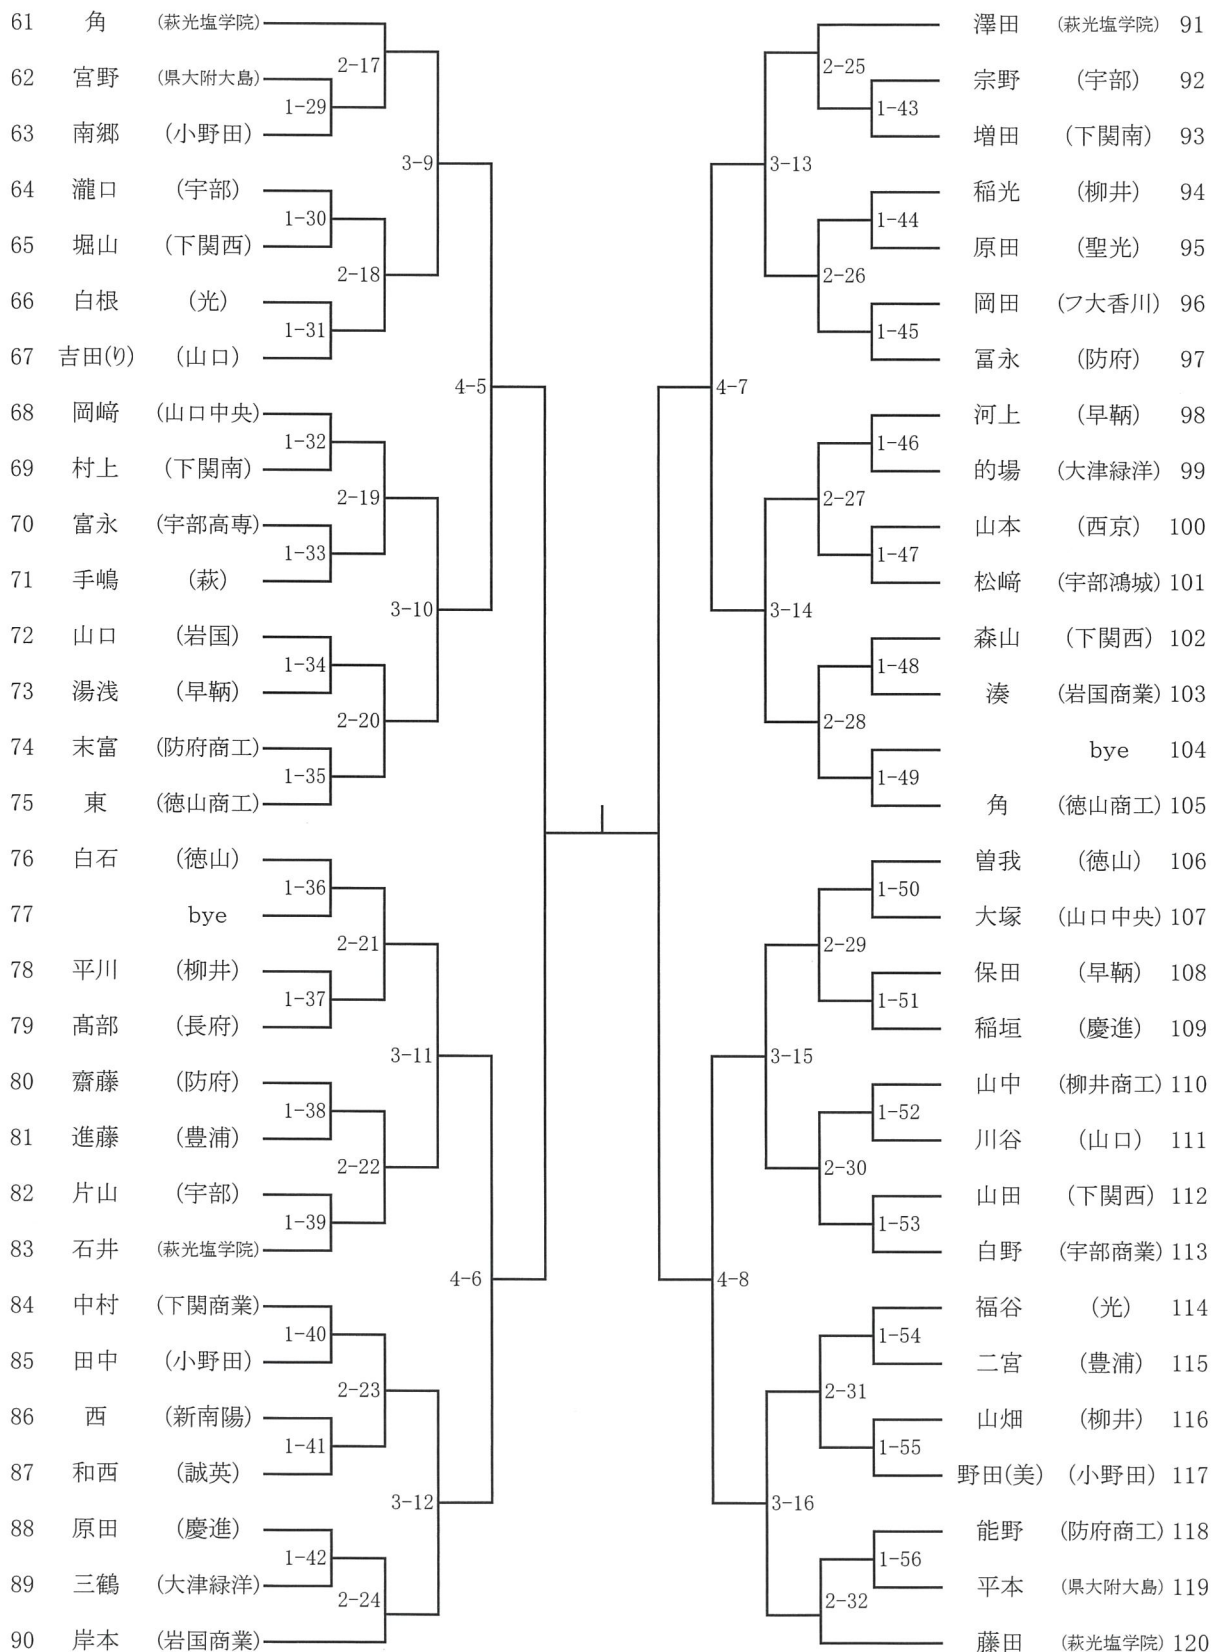 61 角 (萩光塩学院)
62 宮野 (県大附大島)
63 南郷 (小野田)
64 瀧口 (宇部)
65 堀山 (下関西)
66 白根 (光)
67 吉田(り) (山口)
68 岡﨑 (山口中央)
69 村上 (下関南)
70 富永 (宇部高専)
71 手嶋 (萩)
72 山口 (岩国)
73 湯浅 (早鞆)
74 末富 (防府商工)
75 東 (徳山商工)
76 白石 (徳山)
77 bye
78 平川 (柳井)
79 髙部 (長府)
80 齋藤 (防府)
81 進藤 (豊浦)
82 片山 (宇部)
83 石井 (萩光塩学院)
84 中村 (下関商業)
85 田中 (小野田)
86 西 (新南陽)
87 和西 (誠英)
88 原田 (慶進)
89 三鶴 (大津緑洋)
90 岸本 (岩国商業)
1-29
1-30
1-31
1-32
1-33
1-34
1-35
1-36
1-37
1-38
1-39
1-40
1-41
1-42
2-17
2-18
2-19
2-20
2-21
2-22
2-23
2-24
3-9
3-10
3-11
3-12
4-5
4-6
4-7
4-8
3-13
3-14
3-15
3-16
2-25
2-26
2-27
2-28
2-29
2-30
2-31
2-32
1-43
1-44
1-45
1-46
1-47
1-48
1-49
1-50
1-51
1-52
1-53
1-54
1-55
1-56
澤田 (萩光塩学院) 91
宗野 (宇部) 92
増田 (下関南) 93
稲光 (柳井) 94
原田 (聖光) 95
岡田 (フ大香川) 96
冨永 (防府) 97
河上 (早鞆) 98
的場 (大津緑洋) 99
山本 (西京) 100
松﨑 (宇部鴻城) 101
森山 (下関西) 102
湊 (岩国商業) 103
bye 104
角 (徳山商工) 105
曽我 (徳山) 106
大塚 (山口中央) 107
保田 (早鞆) 108
稲垣 (慶進) 109
山中 (柳井商工) 110
川谷 (山口) 111
山田 (下関西) 112
白野 (宇部商業) 113
福谷 (光) 114
二宮 (豊浦) 115
山畑 (柳井) 116
野田(美) (小野田) 117
能野 (防府商工) 118
平本 (県大附大島) 119
藤田 (萩光塩学院) 120